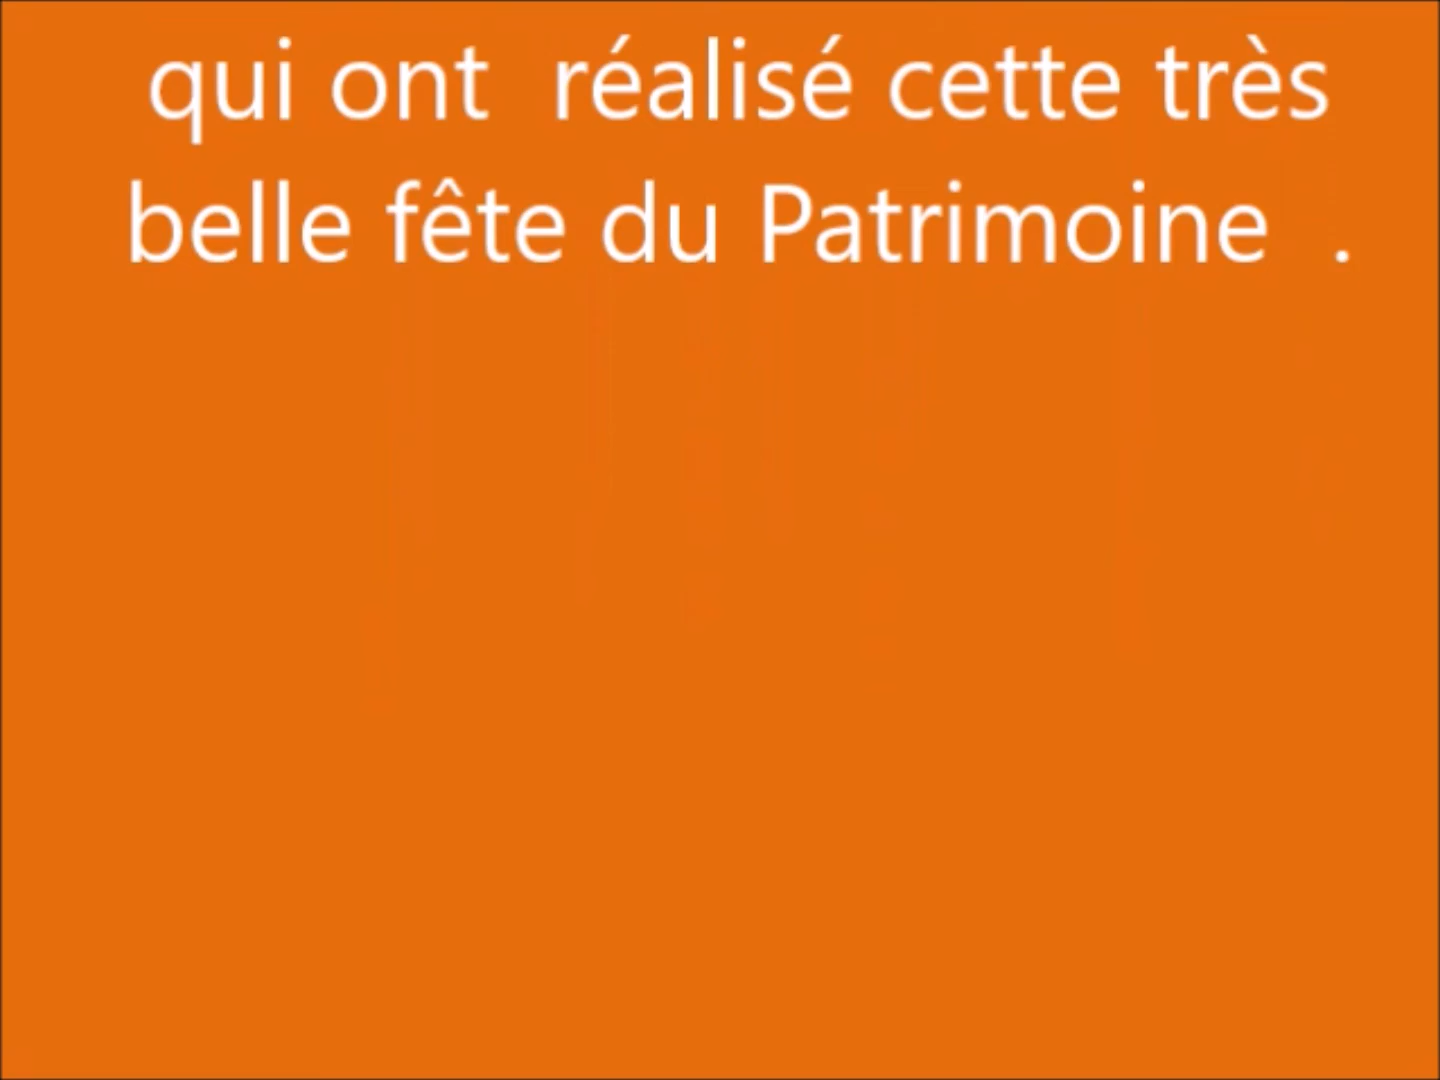 qui ont  réalisé cette très
belle fête du Patrimoine  .